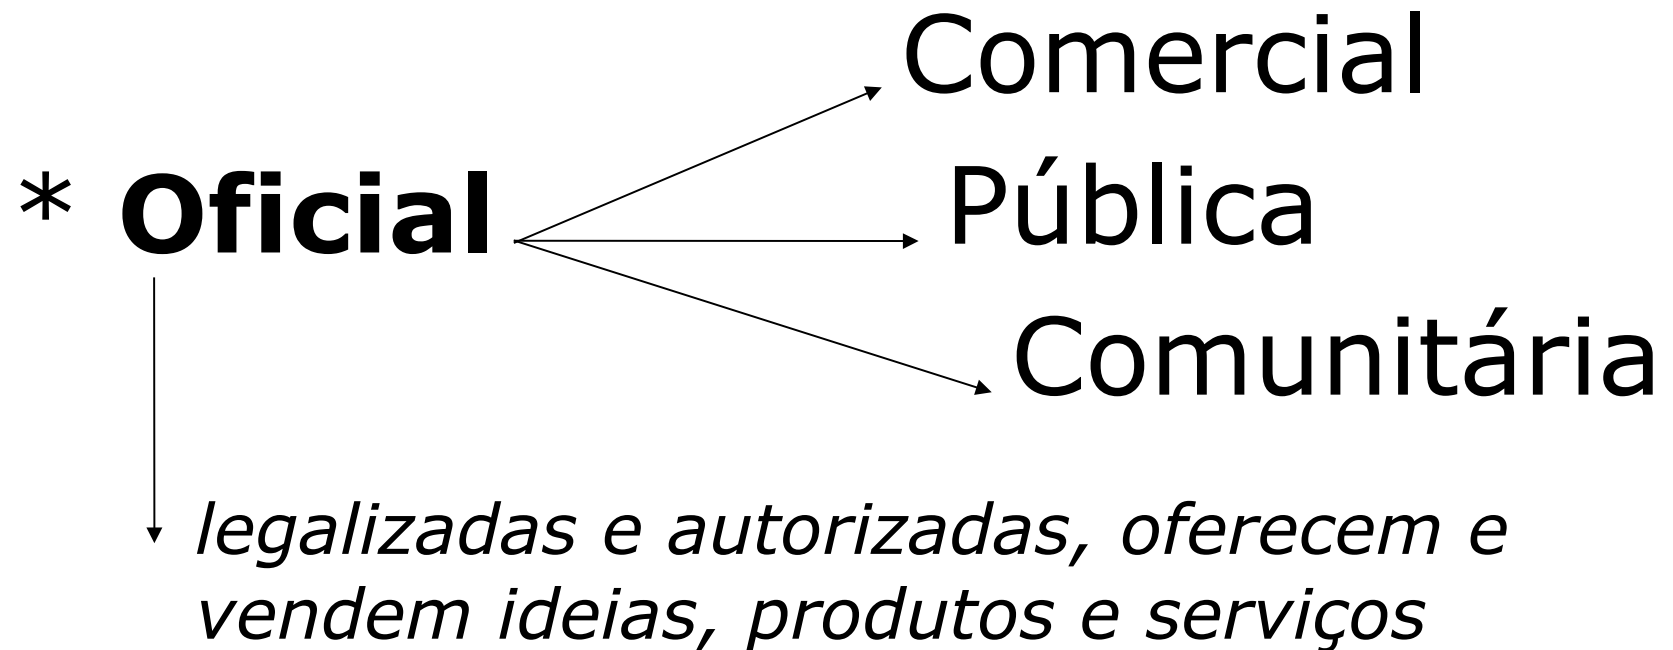 Comercial
* Oficial
Pública
Comunitária
legalizadas e autorizadas, oferecem e
vendem ideias, produtos e serviços